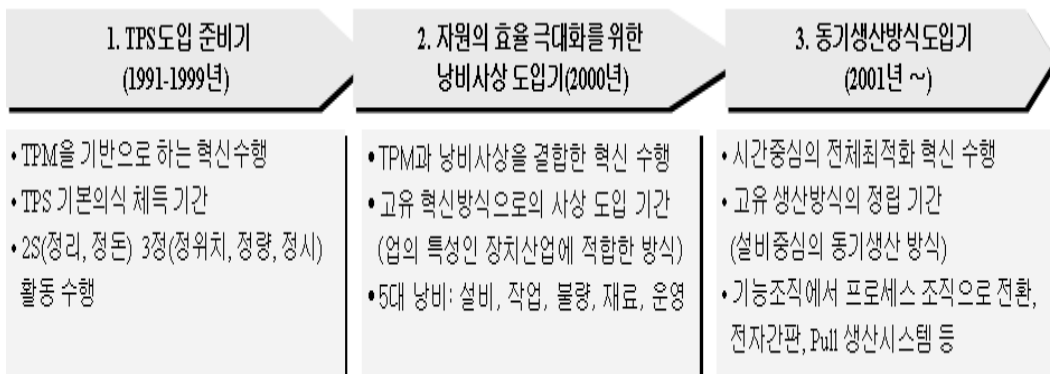 1. TPS도입 준비기
(1991-1999년)
• TPM을 기반으로 하는 혁신수행
• TPS 기본의식 체득 기간
• 2S(정리, 정돈) 3정(정위치, 정량, 정시)
활동 수행
2. 자원의 효율 극대화를 위한
낭비사상 도입기(2000년)
• TPM과 낭비사상을 결합한 혁신 수행
• 고유 혁신방식으로의 사상 도입 기간
(업의 특성인 장치산업에 적합한 방식)
• 5대 낭비: 설비, 작업, 불량, 재료, 운영
3. 동기생산방식도입기
(2001년 ~)
• 시간중심의 전체최적화 혁신 수행
• 고유 생산방식의 정립 기간
(설비중심의 동기생산 방식)
• 기능조직에서 프로세스 조직으로 전환,
전자간판, Pull 생산시스템 등